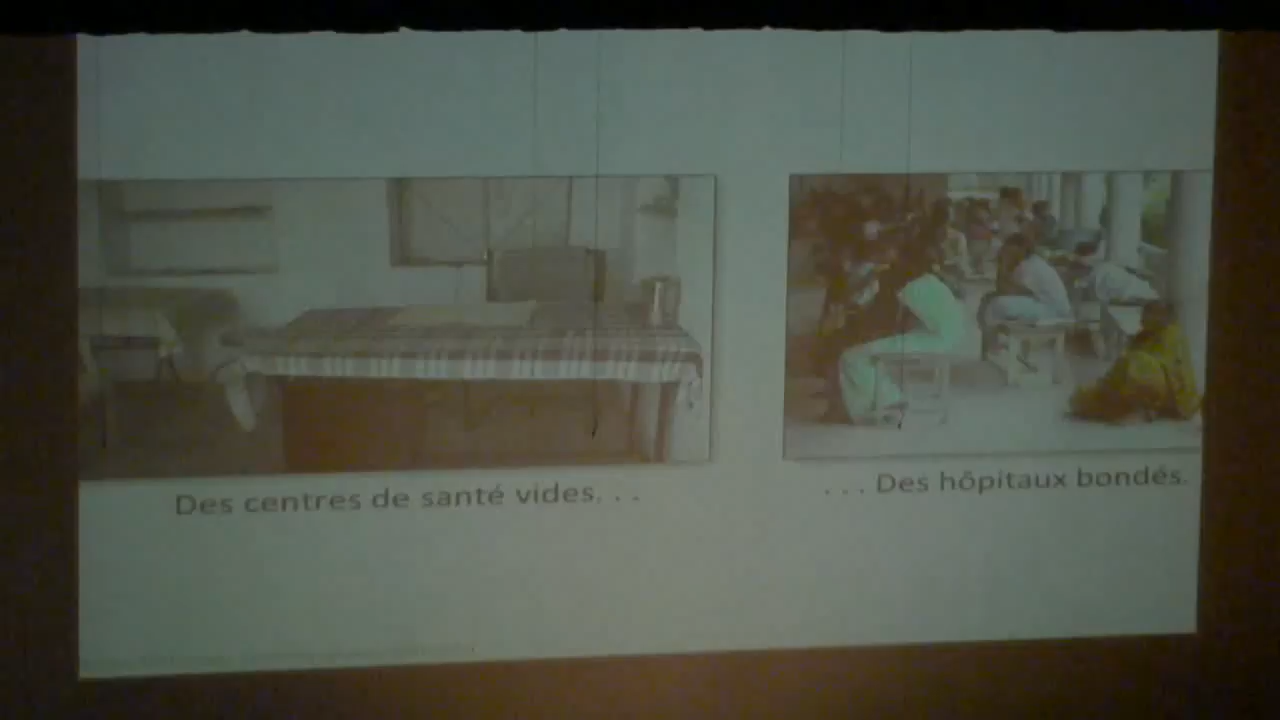 Des centres de santé vides. . .
. . . Des hôpitaux bondés.